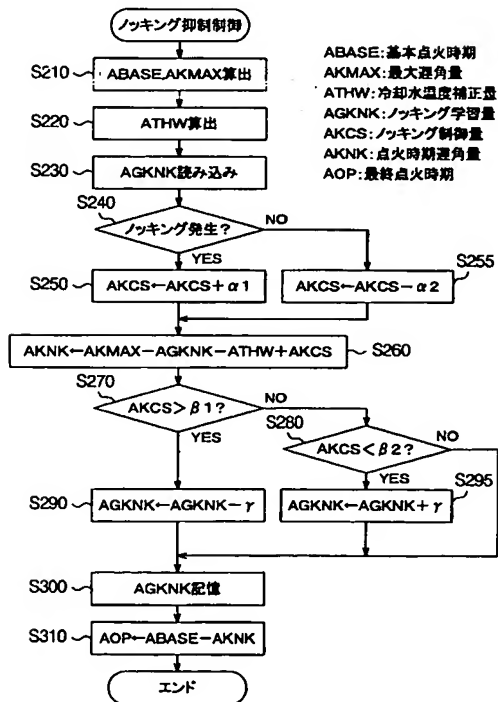 ノッキング抑制制御
S210
ABASE,AKMAX算出
S220
ATHW算出
S230
AGKNK読み込み
S240
ノッキング発生?
NO
YES
S250
AKCS←AKCS+α1
AKCS←AKCS-α2
S255
AKNK←AKMAX-AGKNK-ATHW+AKCS
S260
S270
AKCS>β1?
NO
YES
S280
AKCS<β2?
NO
YES
S290
AGKNK←AGKNK-γ
AGKNK←AGKNK+γ
S295
S300
AGKNK記憶
S310
AOP←ABASE-AKNK
エンド
ABASE:基本点火時期
AKMAX:最大遅角量
ATHW:冷却水温度補正量
AGKNK:ノッキング学習量
AKCS:ノッキング制御量
AKNK:点火時期遅角量
AOP:最終点火時期